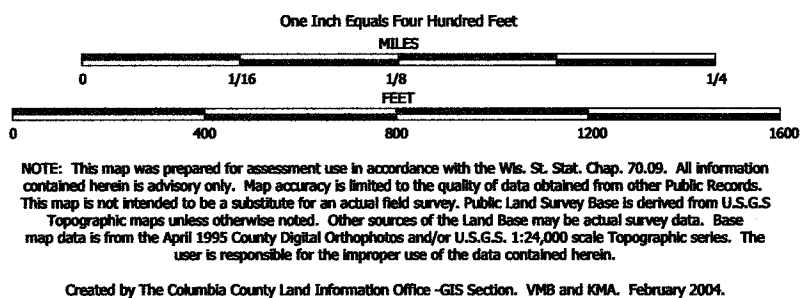 One Inch Equals Four Hundred Feet
MILES
0 1/16 1/8 1/4
FEET
0 400 800 1200 1600
NOTE: This map was prepared for assessment use in accordance with the Wis. St. Stat. Chap. 70.09. All information
contained herein is advisory only. Map accuracy is limited to the quality of data obtained from other Public Records.
This map is not intended to be a substitute for an actual field survey. Public Land Survey Base is derived from U.S.G.S
Topographic maps unless otherwise noted. Other sources of the Land Base may be actual survey data. Base
map data is from the April 1995 County Digital Orthophotos and/or U.S.G.S. 1:24,000 scale Topographic series. The
user is responsible for the improper use of the data contained herein.
Created by The Columbia County Land Information Office -GIS Section. VMB and KMA. February 2004.